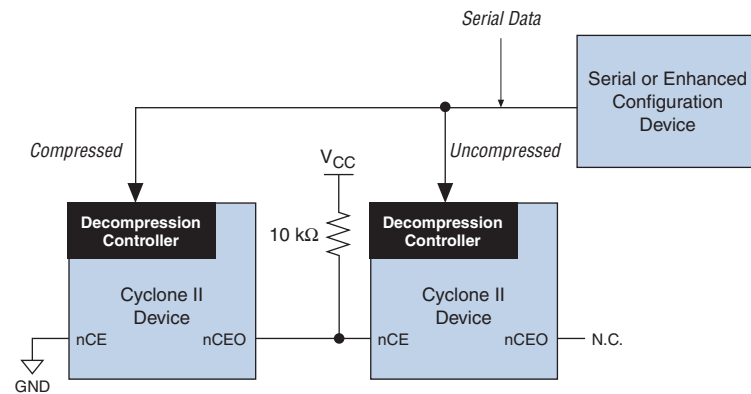 Serial Data
Serial or Enhanced
Configuration
Device
Compressed
Uncompressed
VCC
Decompression
Controller
10 kΩ
Decompression
Controller
Cyclone II
Device
Cyclone II
Device
nCE
nCEO
nCE
nCEO
N.C.
GND